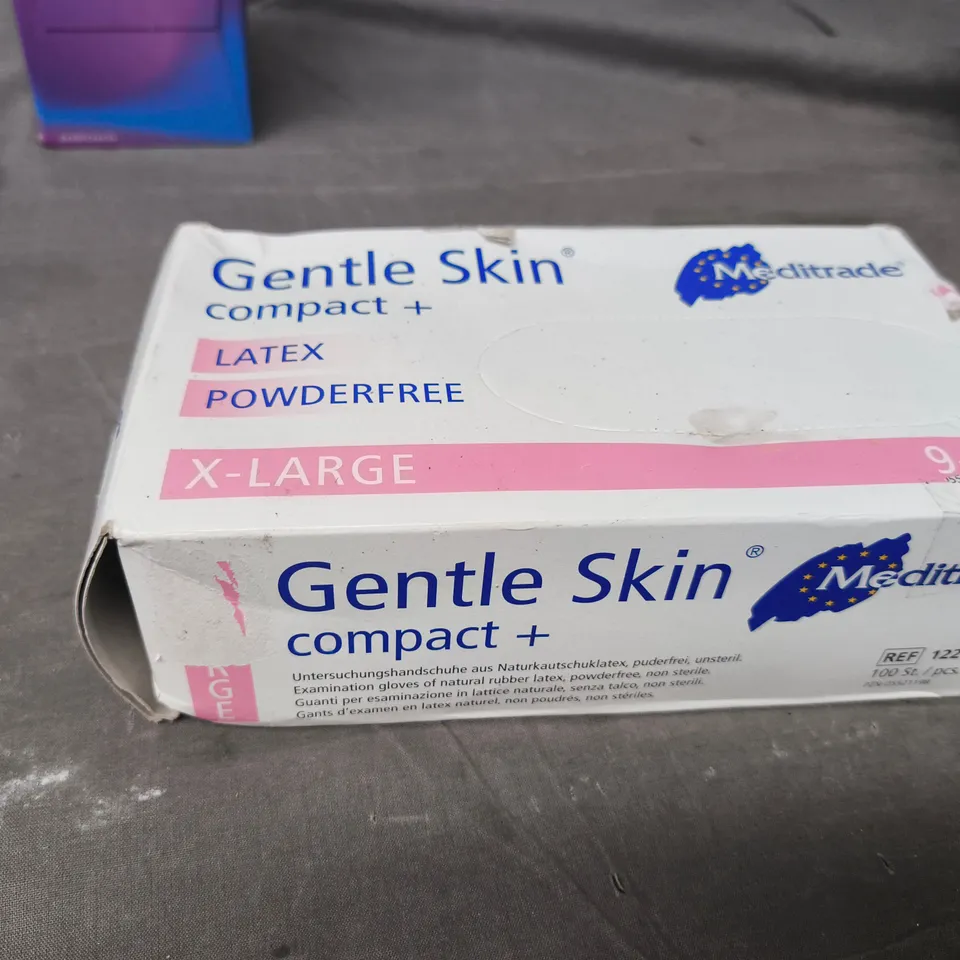 Gentle Skin®
compact +
Meditrade®
LATEX
POWDERFREE
X-LARGE
9
Gentle Skin®
compact +
Untersuchungshandschuhe aus Naturkautschuklatex, puderfrei, unsteril.
Examination gloves of natural rubber latex, powderfree, non sterile.
Guanti per esaminazione in lattice naturale, senza talco, non sterili.
Gants d'examen en latex naturel, non poudrés, non stériles.
Meditr
REF 122
100 St. / pcs.
RGE